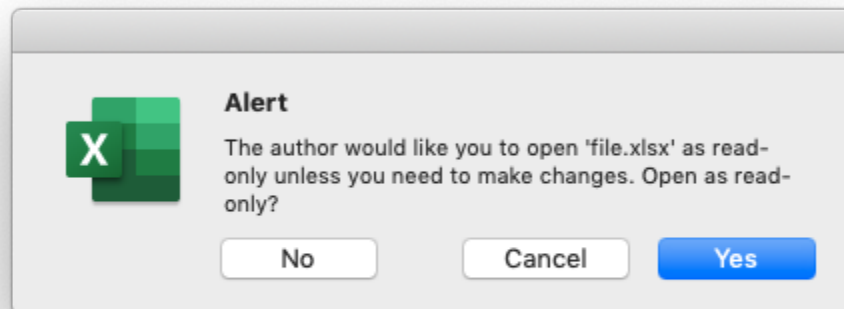 Alert
X
The author would like you to open 'file.xlsx' as read-
only unless you need to make changes. Open as read-
only?
No Cancel Yes